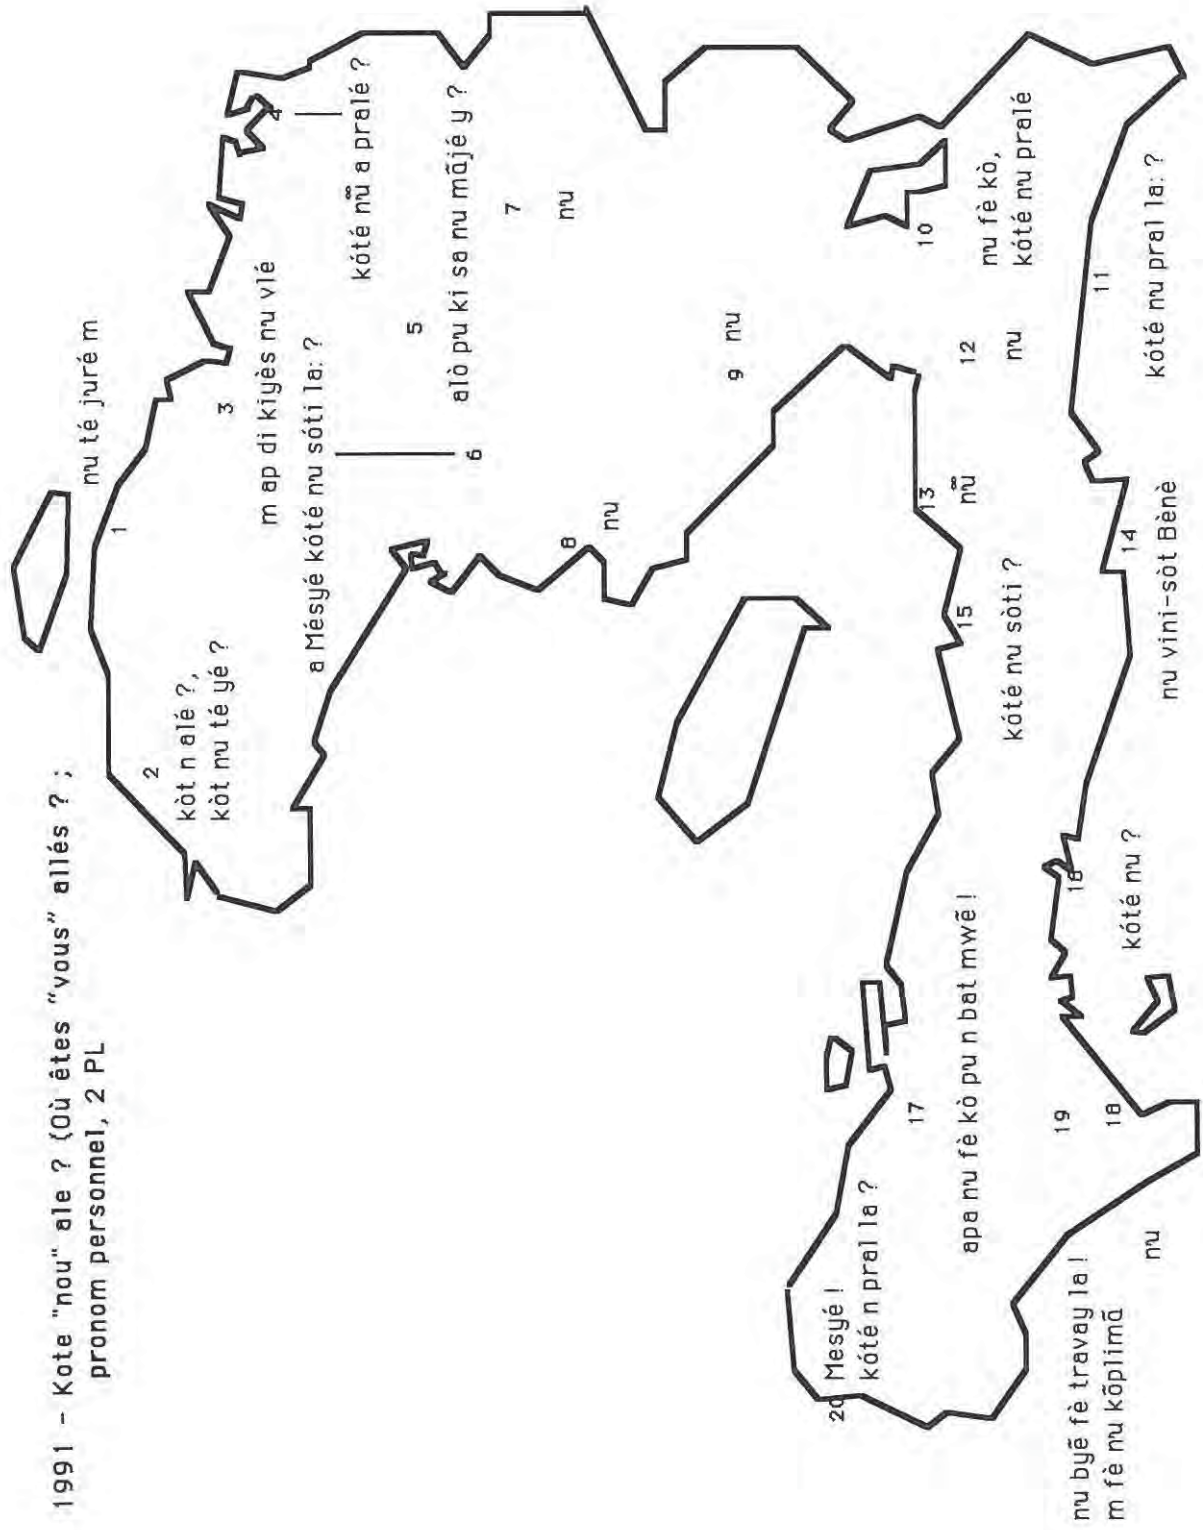 1991 - Kote "nou" ale ? (Où êtes "vous" allés ? ;
pronom personnel, 2 PL
nu té juré m
1
2
kòt n alé ?,
kòt nu té yé ?
3
m ap di kiyès nu vlé
a Mésyé kóté nu sóti la: ?
4
kóté nũ a pralé ?
5
alò pu ki sa nu mãjé y ?
6
7
nu
8
nu
9 nu
10
nu fè kò,
kóté nu pralé
11
kóté nu pral la: ?
12
nu
13
nũ
14
nu vini-sòt Bènè
15
kóté nu sòti ?
16
kóté nu ?
17
apa nu fè kò pu n bat mwẽ !
18
nu
19
nu byẽ fè travay la !
m fè nu kõplimã
20 Mesyé !
kóté n pral la ?